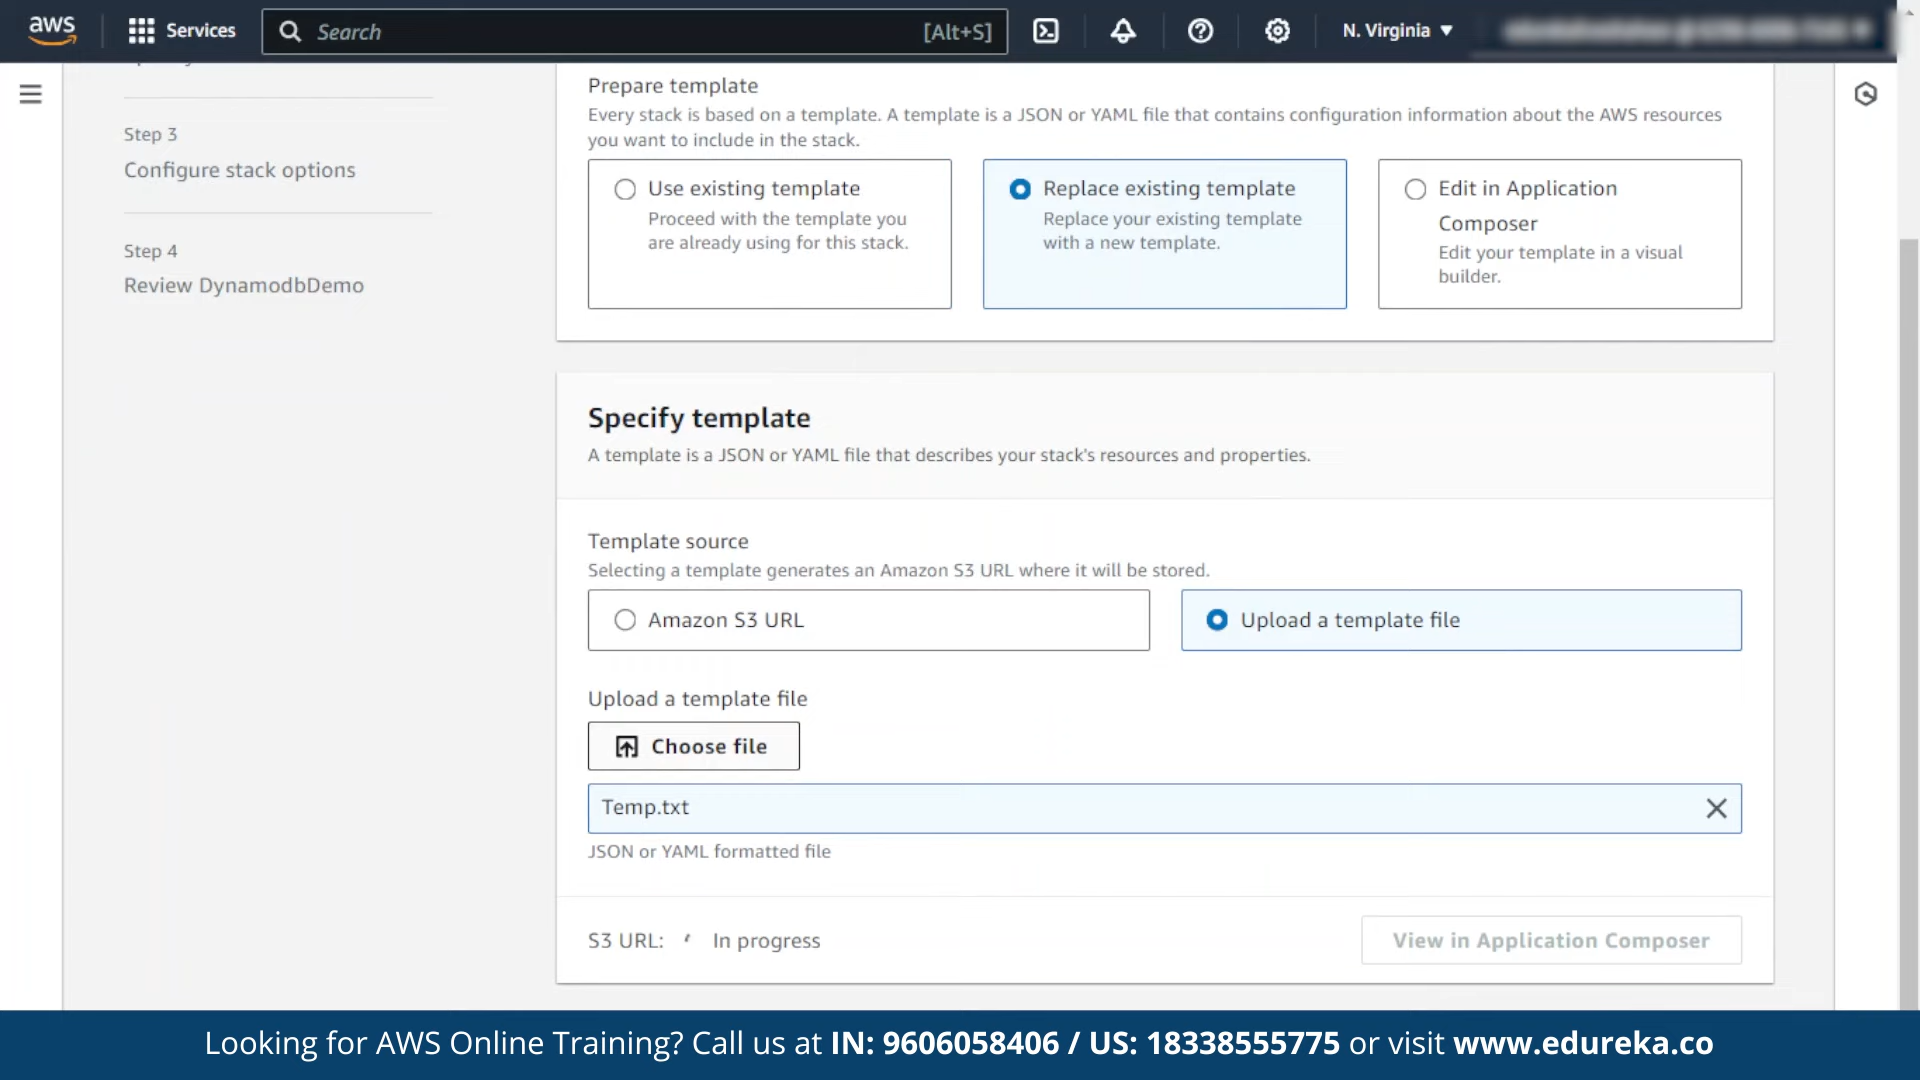 aws
Services
Search
[Alt+S]
N. Virginia
Step 3
Configure stack options
Step 4
Review DynamodbDemo
Prepare template
Every stack is based on a template. A template is a JSON or YAML file that contains configuration information about the AWS resources
you want to include in the stack.
Use existing template
Proceed with the template you
are already using for this stack.
Replace existing template
Replace your existing template
with a new template.
Edit in Application
Composer
Edit your template in a visual
builder.
Specify template
A template is a JSON or YAML file that describes your stack's resources and properties.
Template source
Selecting a template generates an Amazon S3 URL where it will be stored.
Amazon S3 URL
Upload a template file
Upload a template file
Choose file
Temp.txt
JSON or YAML formatted file
S3 URL: In progress
View in Application Composer
Looking for AWS Online Training? Call us at IN: 9606058406 / US: 18338555775 or visit www.edureka.co